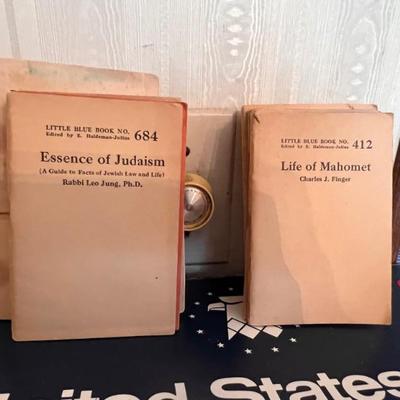 LITTLE BLUE BOOK NO. 684
Edited by E. Haldeman-Julius
Essence of Judaism
(A Guide to Facts of Jewish Law and Life)
Rabbi Leo Jung, Ph.D.
LITTLE BLUE BOOK NO. 412
Edited by E. Haldeman-Julius
Life of Mahomet
Charles J. Finger
United States